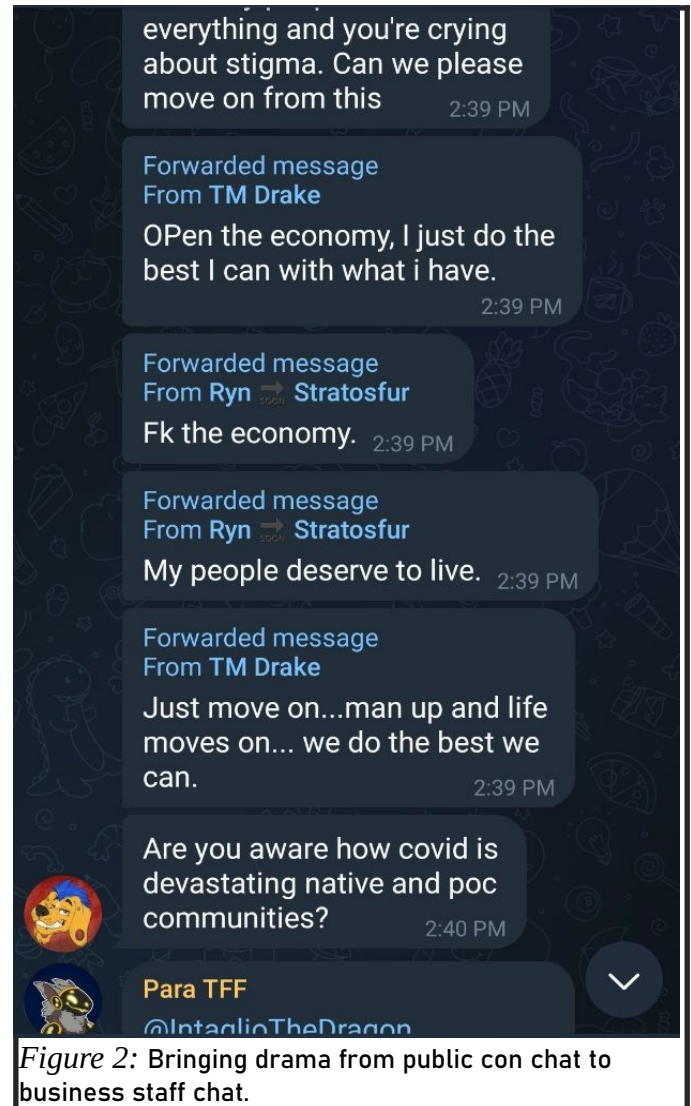 everything and you're crying
about stigma. Can we please
move on from this
2:39 PM
Forwarded message
From TM Drake
OPen the economy, I just do the
best I can with what i have.
2:39 PM
Forwarded message
From Ryn SOON Stratosfur
Fk the economy. 2:39 PM
Forwarded message
From Ryn SOON Stratosfur
My people deserve to live. 2:39 PM
Forwarded message
From TM Drake
Just move on...man up and life
moves on... we do the best we
can.
2:39 PM
Are you aware how covid is
devastating native and poc
communities?
2:40 PM
Para TFF
@IntaglioTheDragon
Figure 2: Bringing drama from public con chat to
business staff chat.